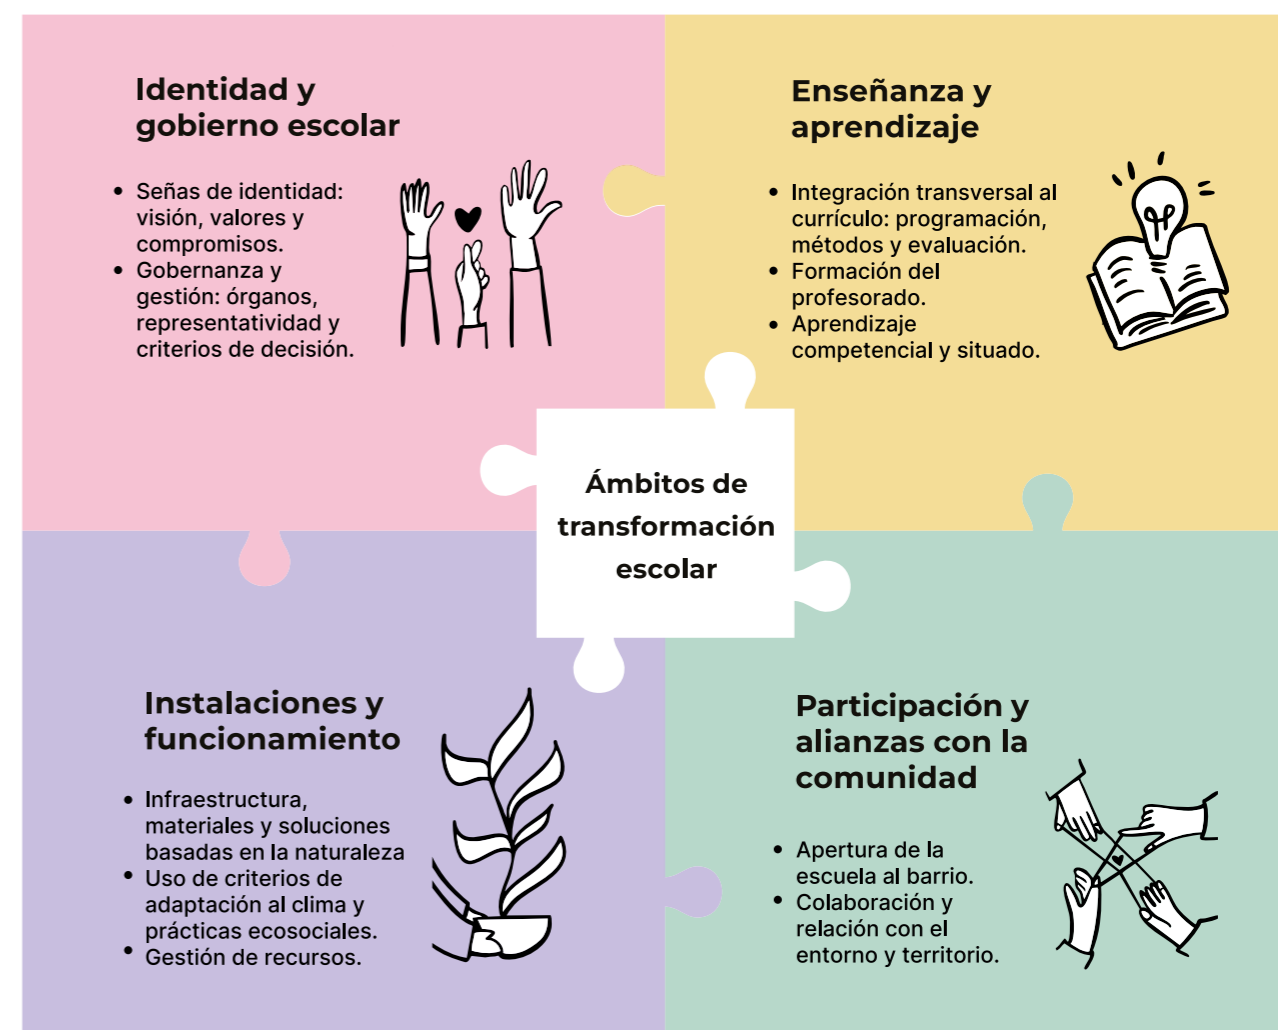 Identidad y
gobierno escolar
• Señas de identidad:
visión, valores y
compromisos.
• Gobernanza y
gestión: órganos,
representatividad y
criterios de decisión.
Enseñanza y
aprendizaje
• Integración transversal al
currículo: programación,
métodos y evaluación.
• Formación del
profesorado.
• Aprendizaje
competencial y situado.
Ámbitos de
transformación
escolar
Instalaciones y
funcionamiento
• Infraestructura,
materiales y soluciones
basadas en la naturaleza
• Uso de criterios de
adaptación al clima y
prácticas ecosociales.
• Gestión de recursos.
Participación y
alianzas con la
comunidad
• Apertura de la
escuela al barrio.
• Colaboración y
relación con el
entorno y territorio.